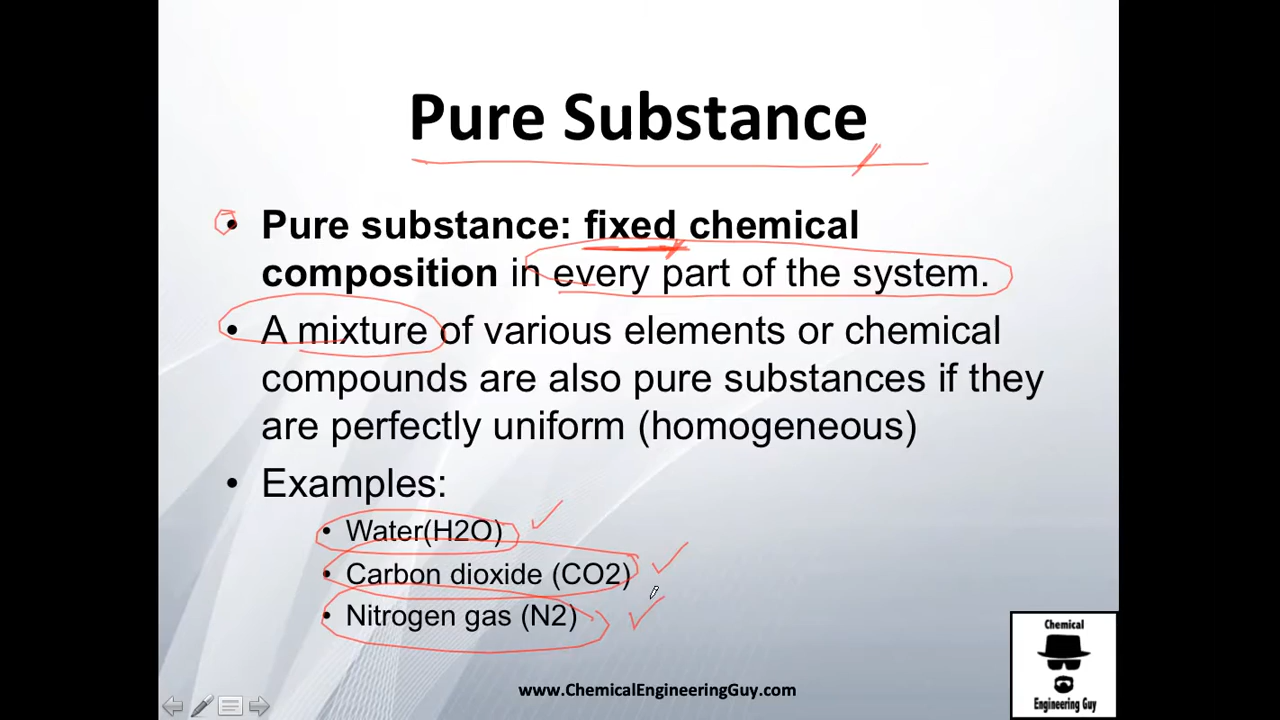 Pure Substance
• Pure substance: fixed chemical
composition in every part of the system.
• A mixture of various elements or chemical
compounds are also pure substances if they
are perfectly uniform (homogeneous)
• Examples:
• Water(H2O)
• Carbon dioxide (CO2)
• Nitrogen gas (N2)
www.ChemicalEngineeringGuy.com
Chemical
Engineering Guy